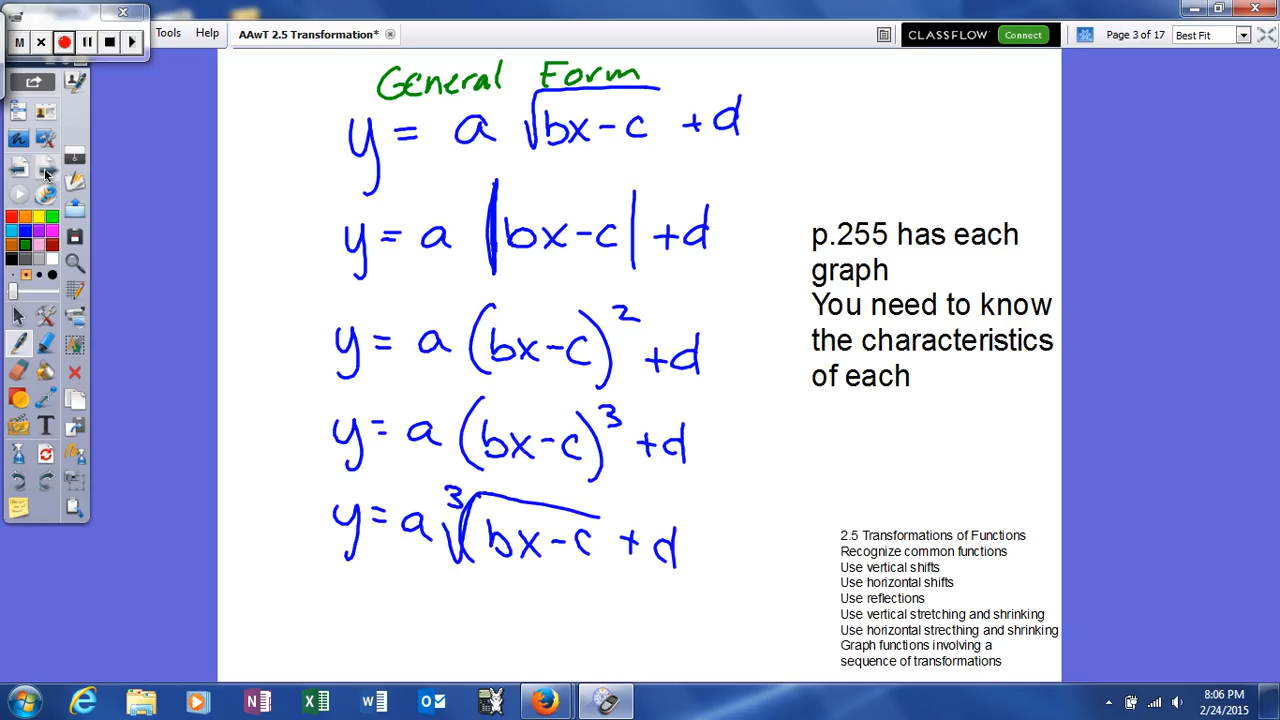 M
Tools Help
AAwT 2.5 Transformation*
CLASSFLOW Connect
Page 3 of 17
Best Fit
General Form
y = a √bx-c + d
y = a |bx-c| + d
y = a (bx-c)² + d
y = a (bx-c)³ + d
y = a ³√bx-c + d
p.255 has each
graph
You need to know
the characteristics
of each
2.5 Transformations of Functions
Recognize common functions
Use vertical shifts
Use horizontal shifts
Use reflections
Use vertical stretching and shrinking
Use horizontal strecthing and shrinking
Graph functions involving a
sequence of transformations
8:06 PM
2/24/2015